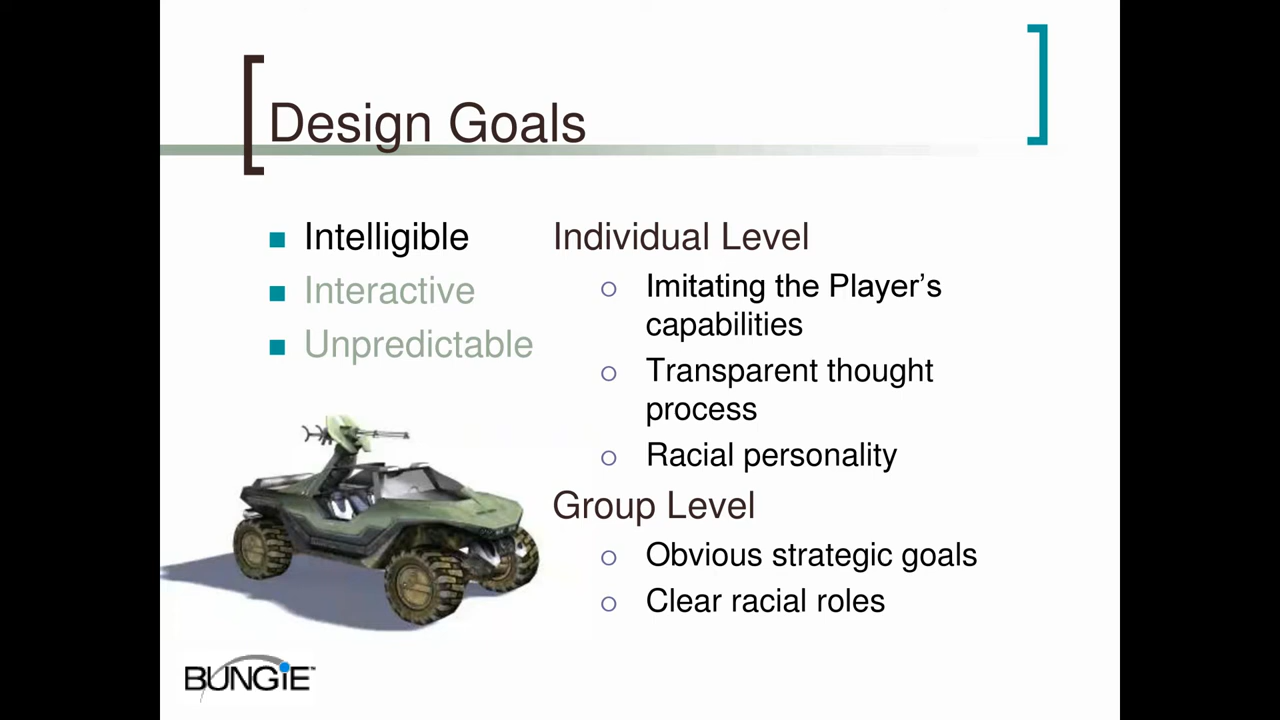 Design Goals
Intelligible
Interactive
Unpredictable
Individual Level
Imitating the Player’s
capabilities
Transparent thought
process
Racial personality
Group Level
Obvious strategic goals
Clear racial roles
BUNGiE